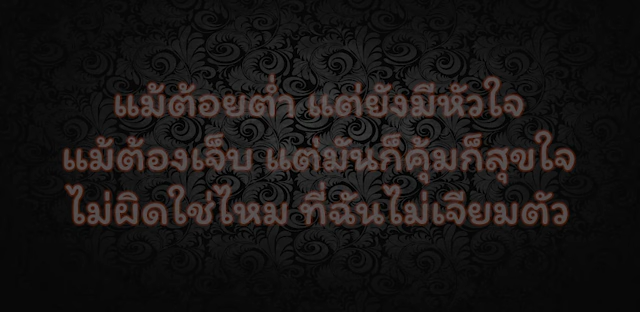 แม้ต้อยต่ำ แต่ยังมีหัวใจ
แม้ต้องเจ็บ แต่มันก็คุ้มก็สุขใจ
ไม่ผิดใช่ไหม ที่ฉันไม่เจียมตัว